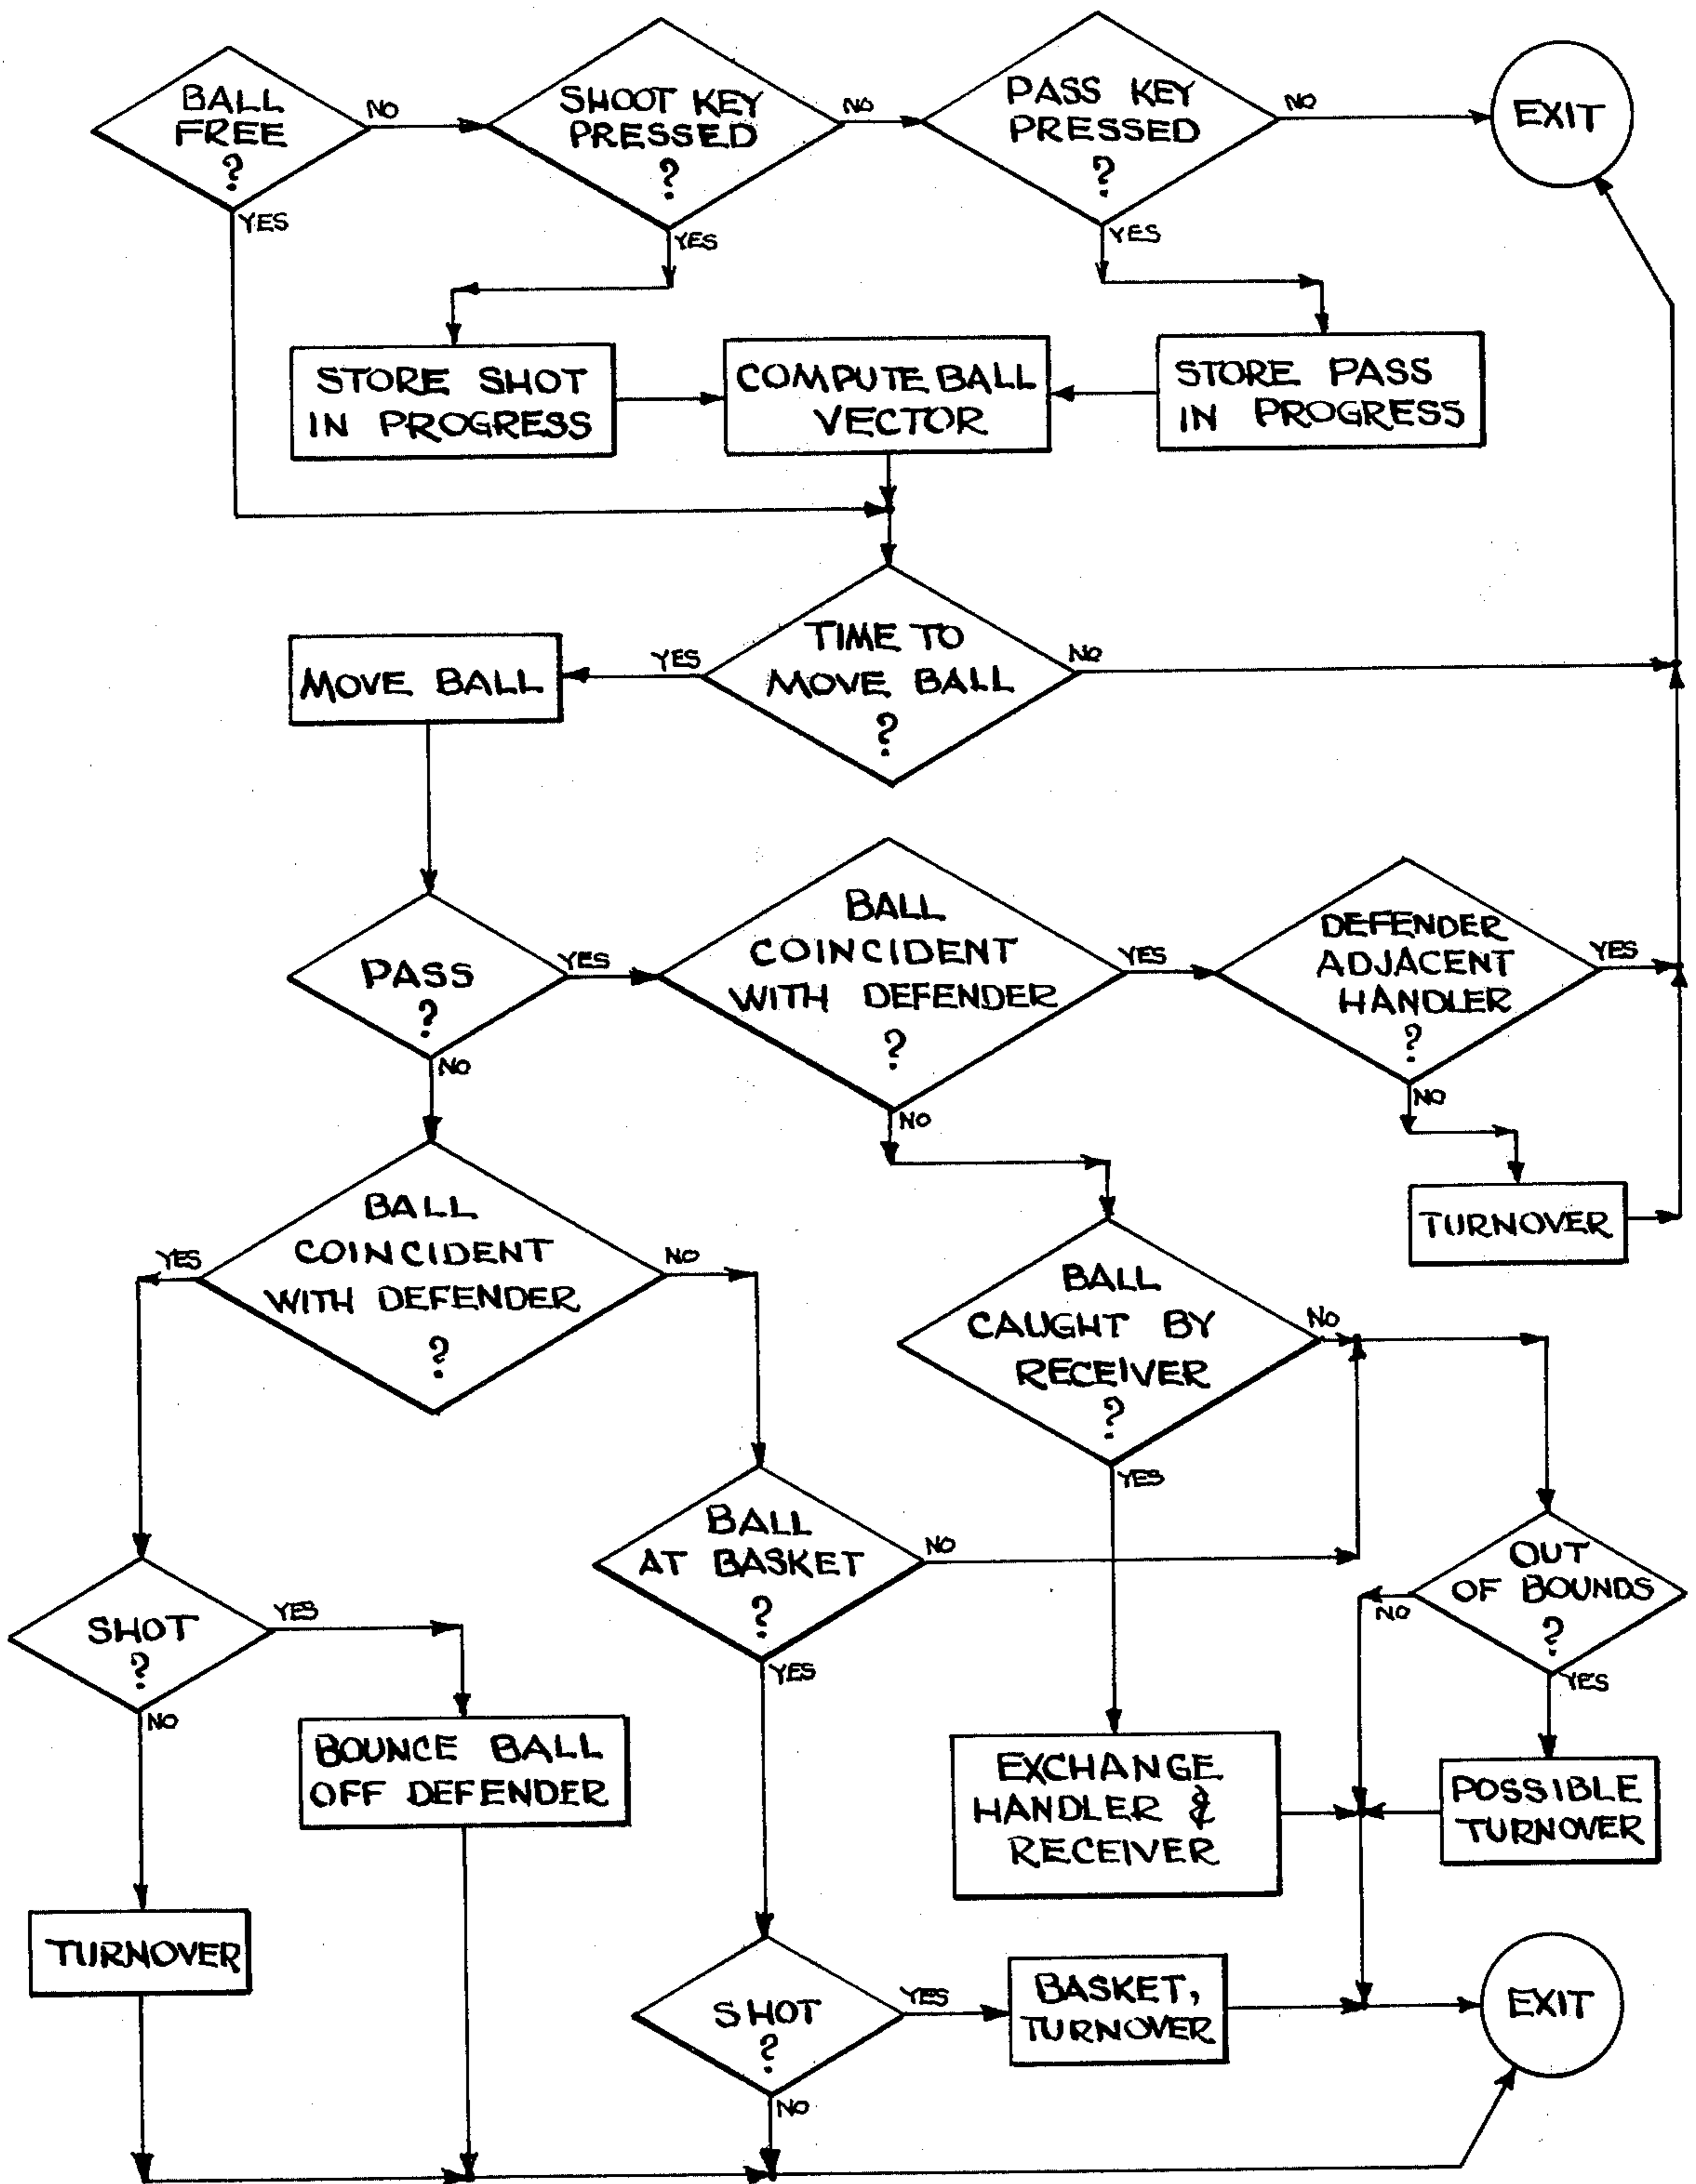 BALL
FREE
?
NO
YES
SHOOT KEY
PRESSED
?
NO
YES
PASS KEY
PRESSED
?
NO
YES
EXIT
STORE SHOT
IN PROGRESS
COMPUTE BALL
VECTOR
STORE PASS
IN PROGRESS
MOVE BALL
YES
TIME TO
MOVE BALL
?
NO
PASS
?
YES
NO
BALL
COINCIDENT
WITH DEFENDER
?
YES
NO
DEFENDER
ADJACENT
HANDLER
?
YES
NO
TURNOVER
YES
BALL
COINCIDENT
WITH DEFENDER
?
NO
BALL
CAUGHT BY
RECEIVER
?
NO
YES
BALL
AT BASKET
?
NO
YES
OUT
OF BOUNDS
?
NO
YES
SHOT
?
YES
NO
BOUNCE BALL
OFF DEFENDER
EXCHANGE
HANDLER &
RECEIVER
POSSIBLE
TURNOVER
TURNOVER
SHOT
?
YES
NO
BASKET,
TURNOVER
EXIT